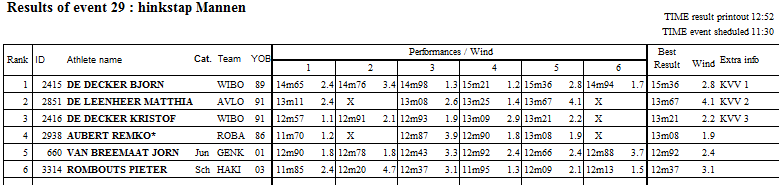 Results of event 29 : hinkstap Mannen
TIME result printout 12:52
TIME event sheduled 11:30
Performances / Wind Best
Rank ID Athlete name Cat. Team YOB 1 2 3 4 5 6 Result Wind Extra info
1 2415 DE DECKER BJORN WIBO 89 14m65 2.4 14m76 3.4 14m98 1.3 15m21 1.2 15m36 2.8 14m94 1.7 15m36 2.8 KVV 1
2 2851 DE LEENHEER MATTHIA AVLO 91 13m11 2.4 X 13m08 2.6 13m25 1.4 13m67 4.1 X 13m67 4.1 KVV 2
3 2416 DE DECKER KRISTOF WIBO 91 12m57 1.1 12m91 2.1 12m93 1.9 13m09 2.9 13m21 2.2 X 13m21 2.2 KVV 3
4 2938 AUBERT REMKO* ROBA 86 11m70 1.2 X 12m87 3.9 12m90 1.8 13m08 1.9 X 13m08 1.9
5 660 VAN BREEMAAT JORN Jun GENK 01 12m90 1.8 12m78 1.8 12m43 3.3 12m92 2.4 12m66 2.4 12m88 3.7 12m92 2.4
6 3314 ROMBOUTS PIETER Sch HAKI 03 11m85 2.4 12m20 4.7 12m37 3.1 11m95 1.3 12m09 2.1 12m13 1.5 12m37 3.1